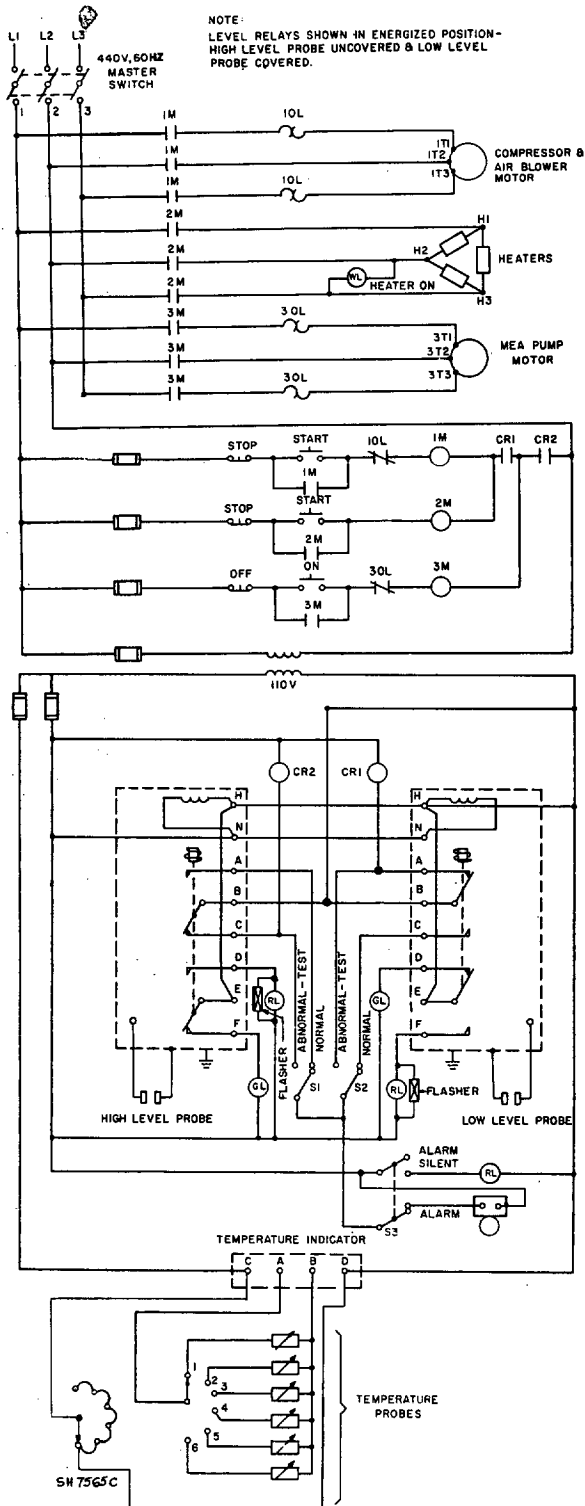 NOTE:
LEVEL RELAYS SHOWN IN ENERGIZED POSITION-
HIGH LEVEL PROBE UNCOVERED & LOW LEVEL
PROBE COVERED.
L1 L2 L3
440V, 60HZ
MASTER
SWITCH
1 2 3
1M 1OL 1T1
1M 1T2
1M 1OL 1T3
COMPRESSOR &
AIR BLOWER
MOTOR
2M H1
2M H2
HEATERS
WL
HEATER ON
2M H3
3M 3OL 3T1
3M 3T2
3M 3OL 3T3
MEA PUMP
MOTOR
STOP START 1OL 1M CR1 CR2
1M
STOP START 2M
2M
OFF ON 3OL 3M
3M
110V
CR2 CR1
H H
N N
A A
B B
C C
D D
E E
F F
RL GL
FLASHER
ABNORMAL-TEST
NORMAL
ABNORMAL-TEST
NORMAL
GL S1 S2 RL FLASHER
HIGH LEVEL PROBE LOW LEVEL PROBE
ALARM
SILENT
RL
ALARM
S3
TEMPERATURE INDICATOR
C A B D
1
2
3
4
5
6
TEMPERATURE
PROBES
SH 7565C